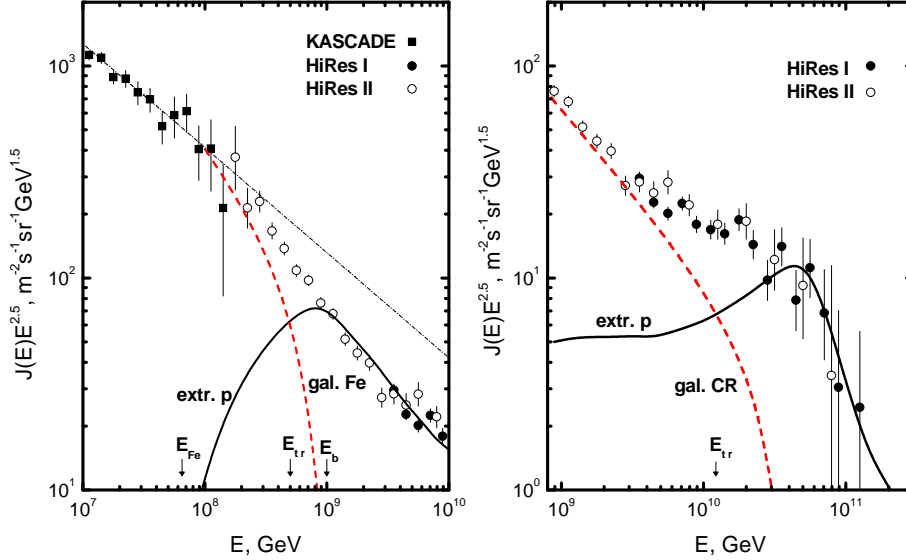 KASCADE
HiRes I
HiRes II
J(E)E^2.5, m^-2s^-1sr^-1GeV^1.5
10^3
10^2
10^1
extr. p
gal. Fe
E_Fe
E_tr
E_b
10^7 10^8 10^9 10^10
E, GeV
HiRes I
HiRes II
J(E)E^2.5, m^-2s^-1sr^-1GeV^1.5
10^2
10^1
10^0
extr. p
gal. CR
E_tr
10^9 10^10 10^11
E, GeV